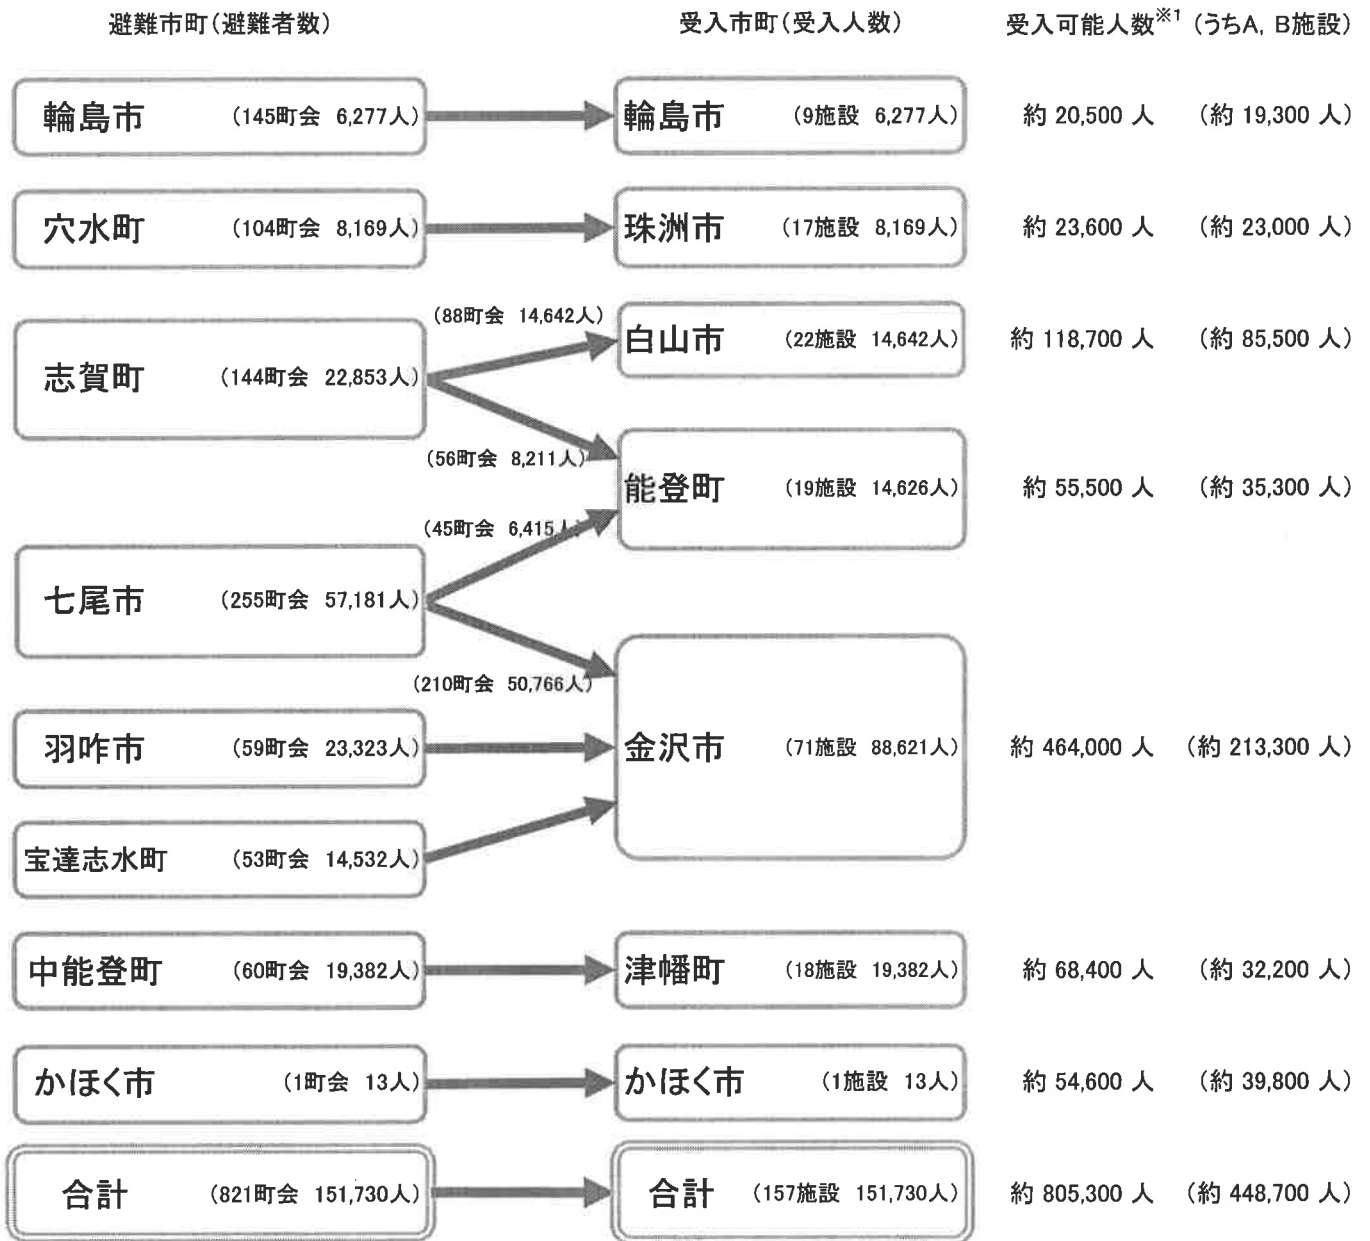 避難市町(避難者数) 受入市町(受入人数) 受入可能人数※1 (うちA, B施設)
輪島市 (145町会 6,277人) 輪島市 (9施設 6,277人) 約 20,500 人 (約 19,300 人)
穴水町 (104町会 8,169人) 珠洲市 (17施設 8,169人) 約 23,600 人 (約 23,000 人)
(88町会 14,642人)
白山市 (22施設 14,642人) 約 118,700 人 (約 85,500 人)
志賀町 (144町会 22,853人)
(56町会 8,211人)
能登町 (19施設 14,626人) 約 55,500 人 (約 35,300 人)
(45町会 6,415人)
七尾市 (255町会 57,181人)
(210町会 50,766人)
羽咋市 (59町会 23,323人) 金沢市 (71施設 88,621人) 約 464,000 人 (約 213,300 人)
宝達志水町 (53町会 14,532人)
中能登町 (60町会 19,382人) 津幡町 (18施設 19,382人) 約 68,400 人 (約 32,200 人)
かほく市 (1町会 13人) かほく市 (1施設 13人) 約 54,600 人 (約 39,800 人)
合計 (821町会 151,730人) 合計 (157施設 151,730人) 約 805,300 人 (約 448,700 人)